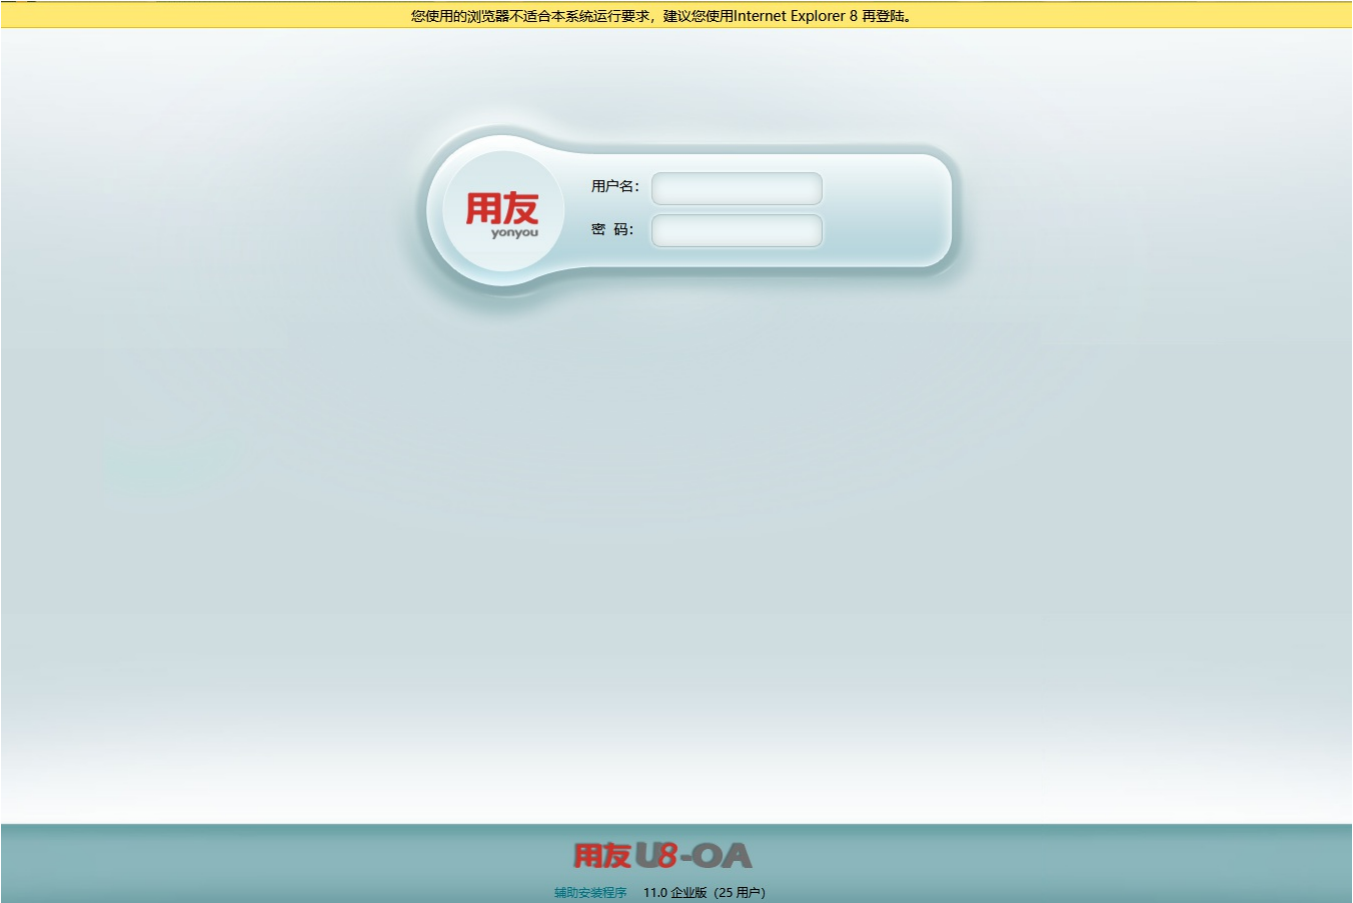 您使用的浏览器不适合本系统运行要求，建议您使用Internet Explorer 8 再登陆。
用户名：
用友
yonyou
密 码：
用友U8-OA
辅助安装程序 11.0 企业版（25 用户）